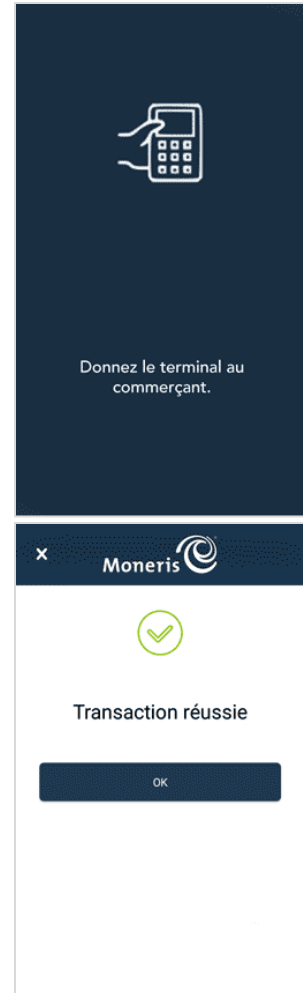 Donnez le terminal au
commerçant.
x Moneris
Transaction réussie
OK